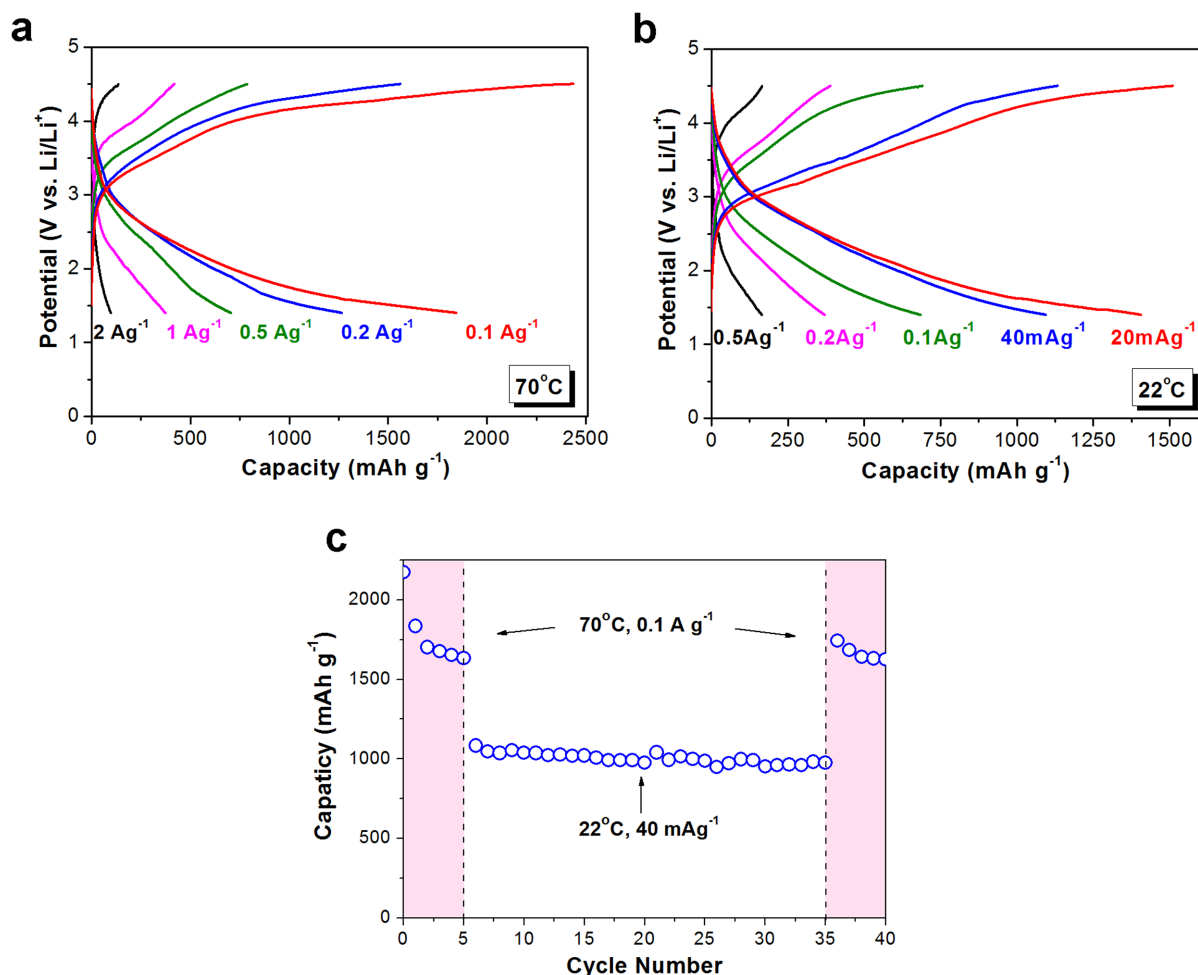 a
5
4
3
2
1
0
Potential (V vs. Li/Li⁺)
2 Ag⁻¹ 1 Ag⁻¹ 0.5 Ag⁻¹ 0.2 Ag⁻¹ 0.1 Ag⁻¹
70°C
0 500 1000 1500 2000 2500
Capacity (mAh g⁻¹)
b
5
4
3
2
1
0
Potential (V vs. Li/Li⁺)
0.5Ag⁻¹ 0.2Ag⁻¹ 0.1Ag⁻¹ 40mAg⁻¹ 20mAg⁻¹
22°C
0 250 500 750 1000 1250 1500
Capacity (mAh g⁻¹)
c
2000
1500
1000
500
0
Capaticy (mAh g⁻¹)
70°C, 0.1 A g⁻¹
22°C, 40 mAg⁻¹
0 5 10 15 20 25 30 35 40
Cycle Number